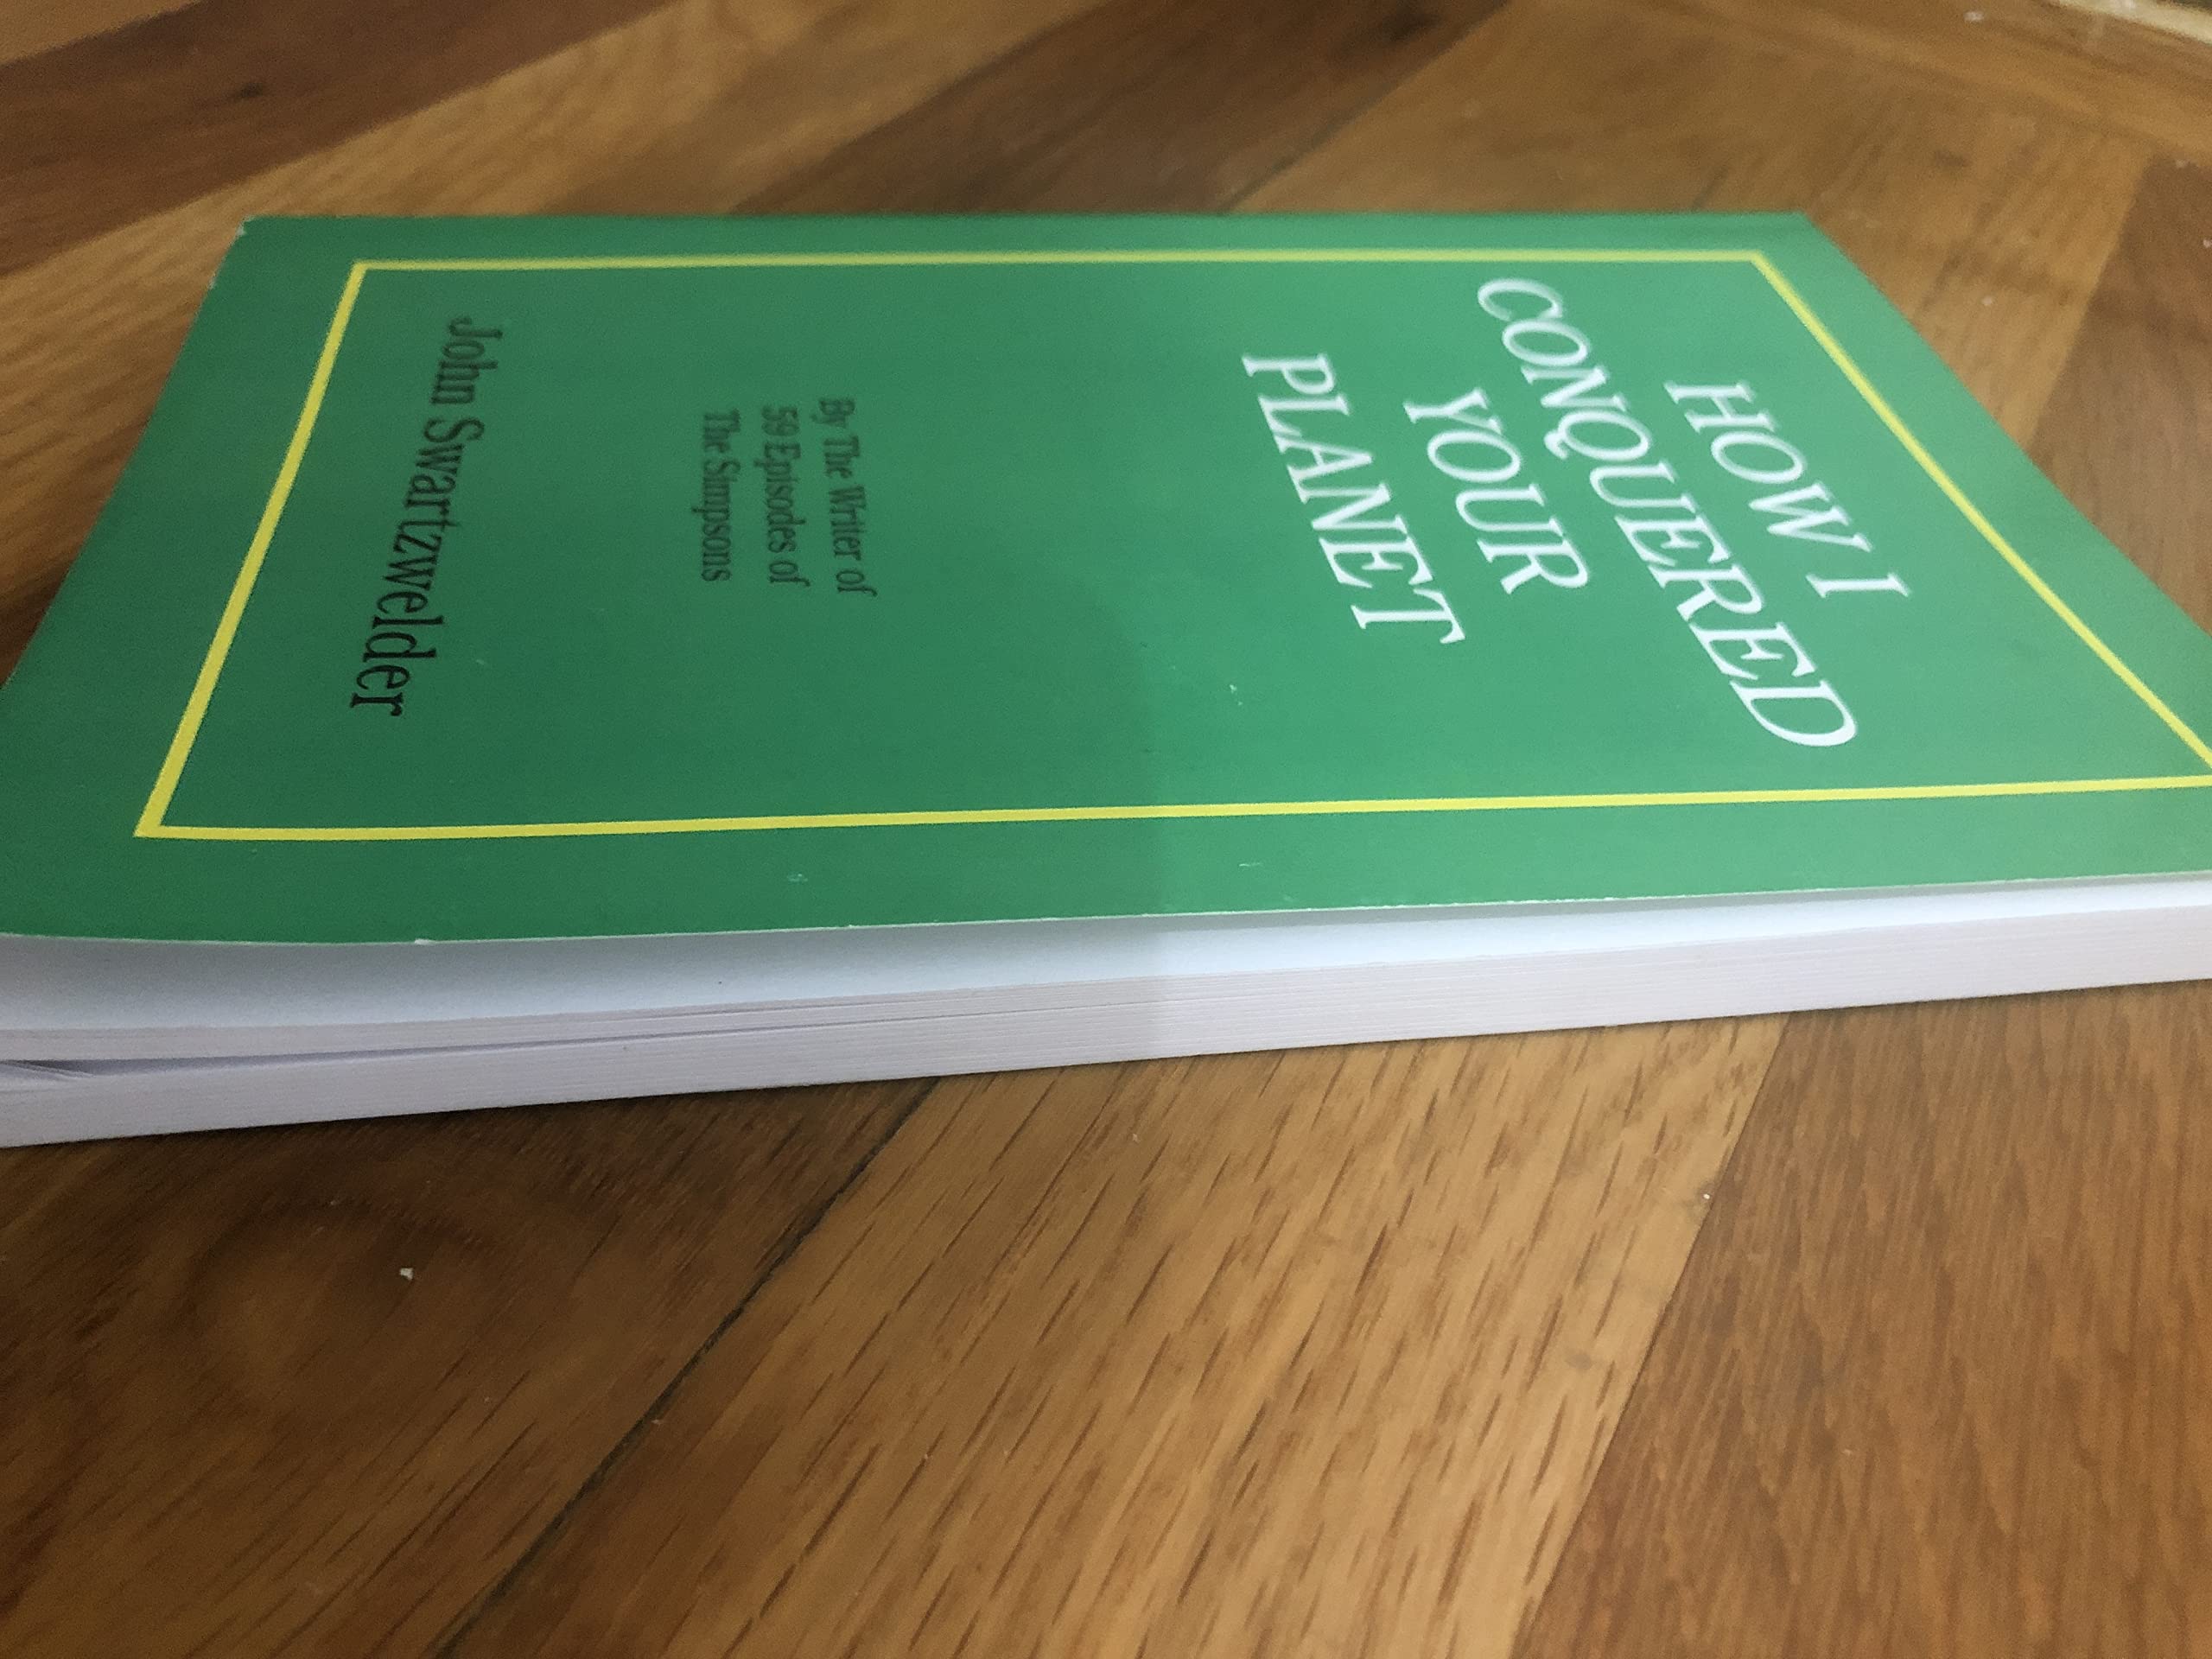 HOW I
CONQUERED
YOUR
PLANET
By The Writer of
59 Episodes of
The Simpsons
John Swartzwelder